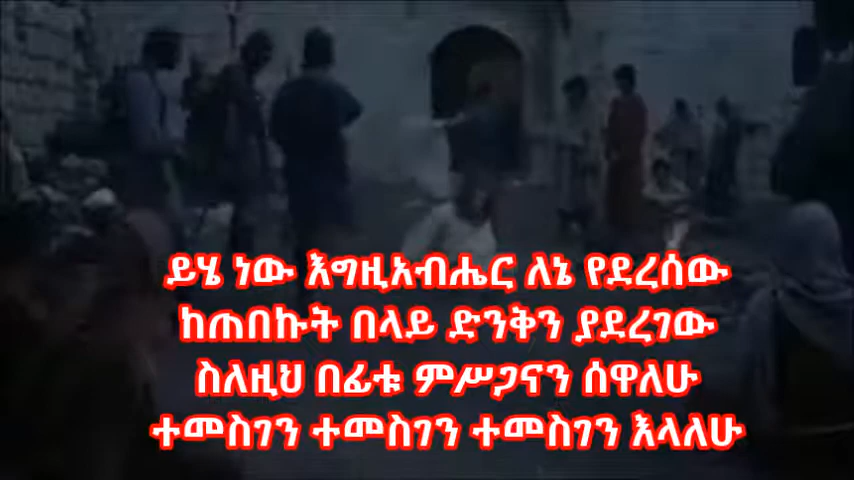 ይሄ ነው እግዚአብሔር ለኔ የደረሰው
ከጠበኩት በላይ ድንቅን ያደረገው
ስለዚህ በፊቱ ምሥጋናን ሰዋለሁ
ተመስገን ተመስገን ተመስገን እላለሁ